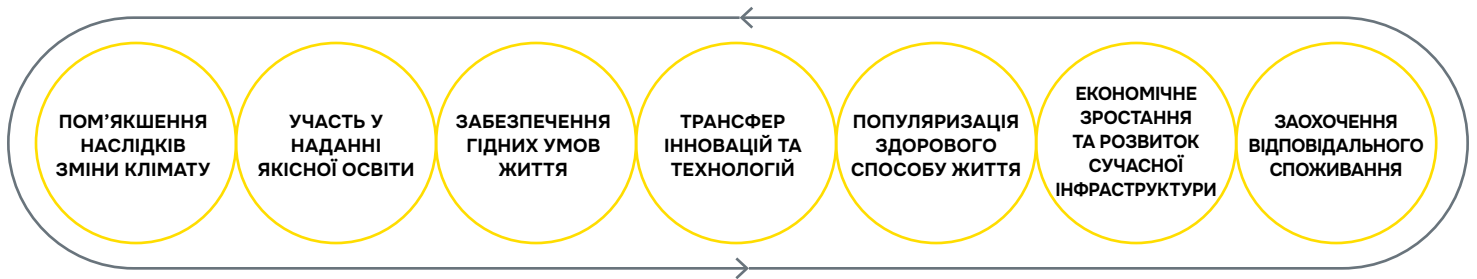 ПОМ’ЯКШЕННЯ
НАСЛІДКІВ
ЗМІНИ КЛІМАТУ
УЧАСТЬ У
НАДАННІ
ЯКІСНОЇ ОСВІТИ
ЗАБЕЗПЕЧЕННЯ
ГІДНИХ УМОВ
ЖИТТЯ
ТРАНСФЕР
ІННОВАЦІЙ ТА
ТЕХНОЛОГІЙ
ПОПУЛЯРИЗАЦІЯ
ЗДОРОВОГО
СПОСОБУ ЖИТТЯ
ЕКОНОМІЧНЕ
ЗРОСТАННЯ
ТА РОЗВИТОК
СУЧАСНОЇ
ІНФРАСТРУКТУРИ
ЗАОХОЧЕННЯ
ВІДПОВІДАЛЬНОГО
СПОЖИВАННЯ